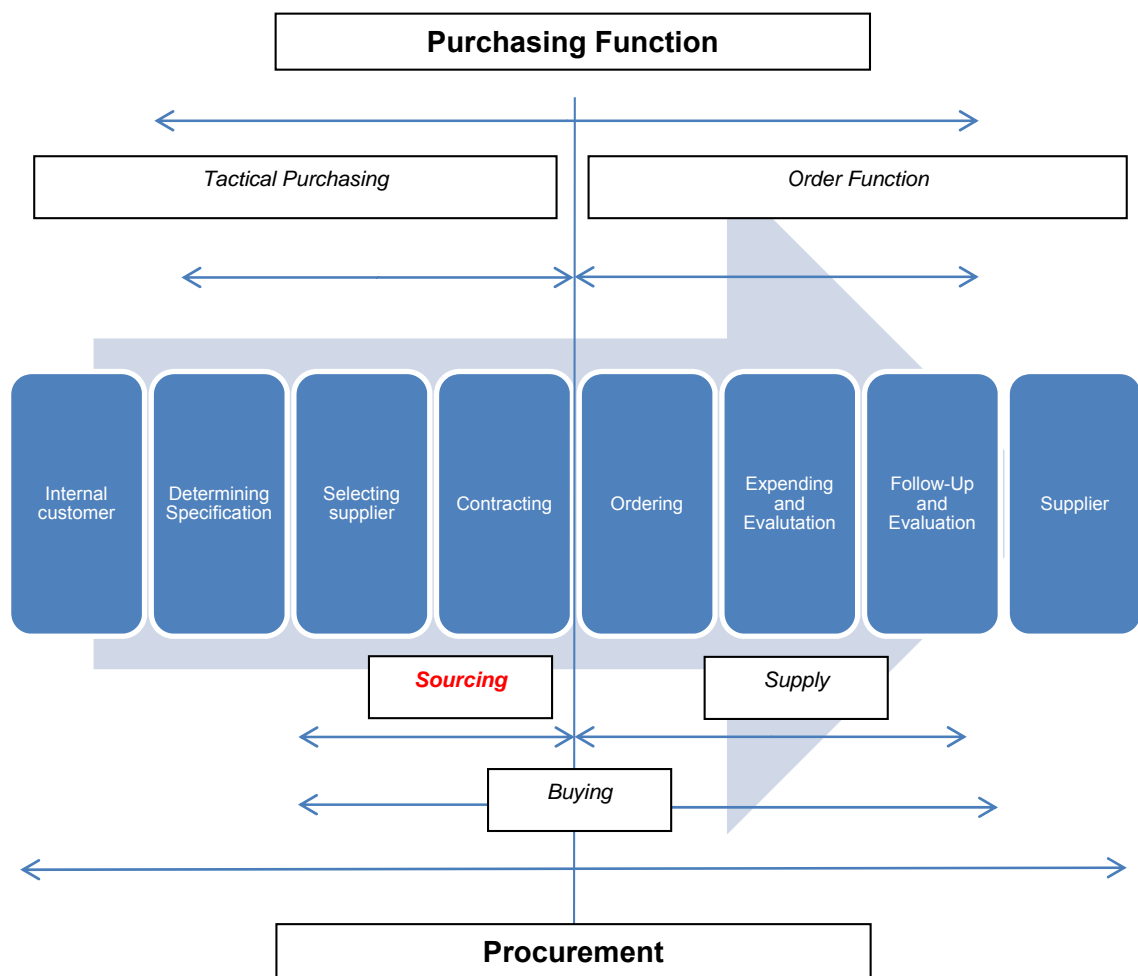 Purchasing Function
Tactical Purchasing
Order Function
Internal
customer
Determining
Specification
Selecting
supplier
Contracting
Ordering
Expending
and
Evalutation
Follow-Up
and
Evaluation
Supplier
Sourcing
Supply
Buying
Procurement